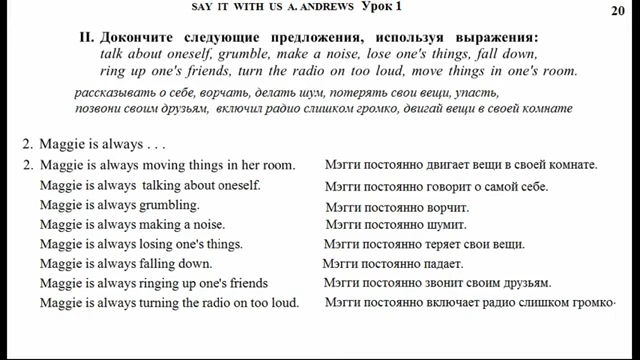 SAY IT WITH US A. ANDREWS Урок 1
20
II. Докончите следующие предложения, используя выражения:
talk about oneself, grumble, make a noise, lose one's things, fall down,
ring up one's friends, turn the radio on too loud, move things in one's room.
рассказывать о себе, ворчать, делать шум, потерять свои вещи, упасть,
позвони своим друзьям, включил радио слишком громко, двигай вещи в своей комнате
2. Maggie is always . . .
2. Maggie is always moving things in her room. Мэгги постоянно двигает вещи в своей комнате.
Maggie is always talking about oneself. Мэгги постоянно говорит о самой себе.
Maggie is always grumbling. Мэгги постоянно ворчит.
Maggie is always making a noise. Мэгги постоянно шумит.
Maggie is always losing one's things. Мэгги постоянно теряет свои вещи.
Maggie is always falling down. Мэгги постоянно падает.
Maggie is always ringing up one's friends Мэгги постоянно звонит своим друзьям.
Maggie is always turning the radio on too loud. Мэгги постоянно включает радио слишком громко.